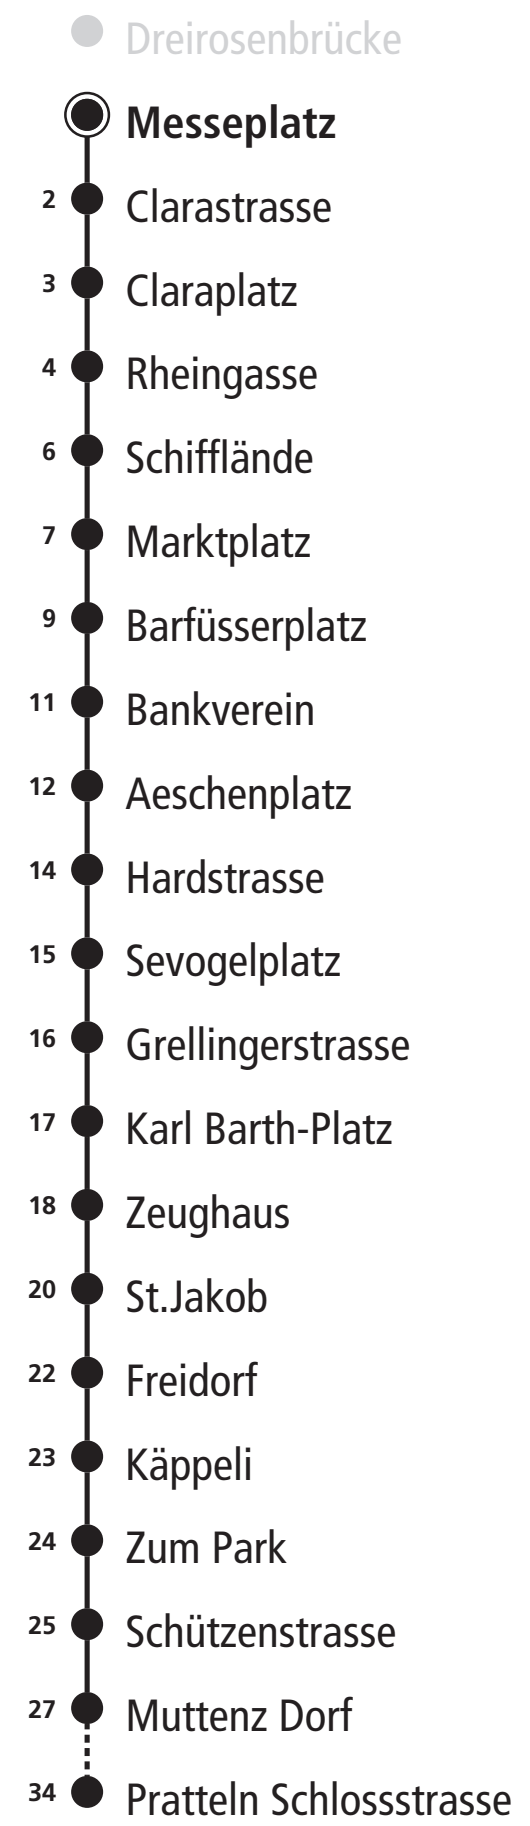 Dreirosenbrücke
Messeplatz
2 Clarastrasse
3 Claraplatz
4 Rheingasse
6 Schifflände
7 Marktplatz
9 Barfüsserplatz
11 Bankverein
12 Aeschenplatz
14 Hardstrasse
15 Sevogelplatz
16 Grellingerstrasse
17 Karl Barth-Platz
18 Zeughaus
20 St.Jakob
22 Freidorf
23 Käppeli
24 Zum Park
25 Schützenstrasse
27 Muttenz Dorf
34 Pratteln Schlossstrasse